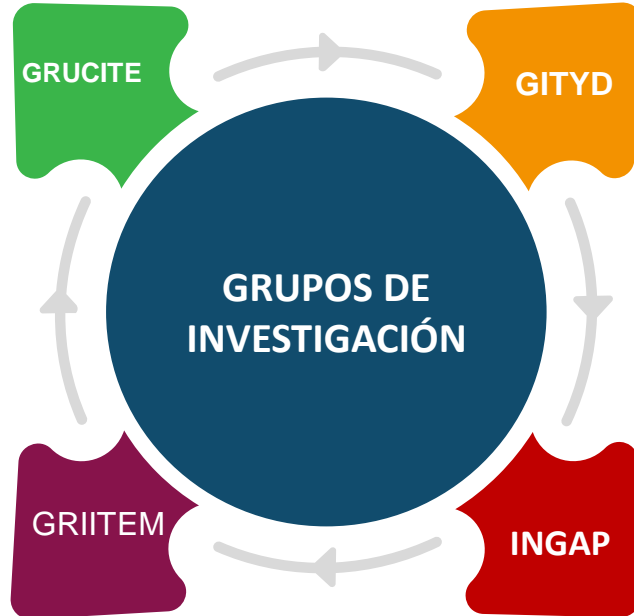 GRUCITE
GITYD
GRUPOS DE
INVESTIGACIÓN
GRIITEM
INGAP